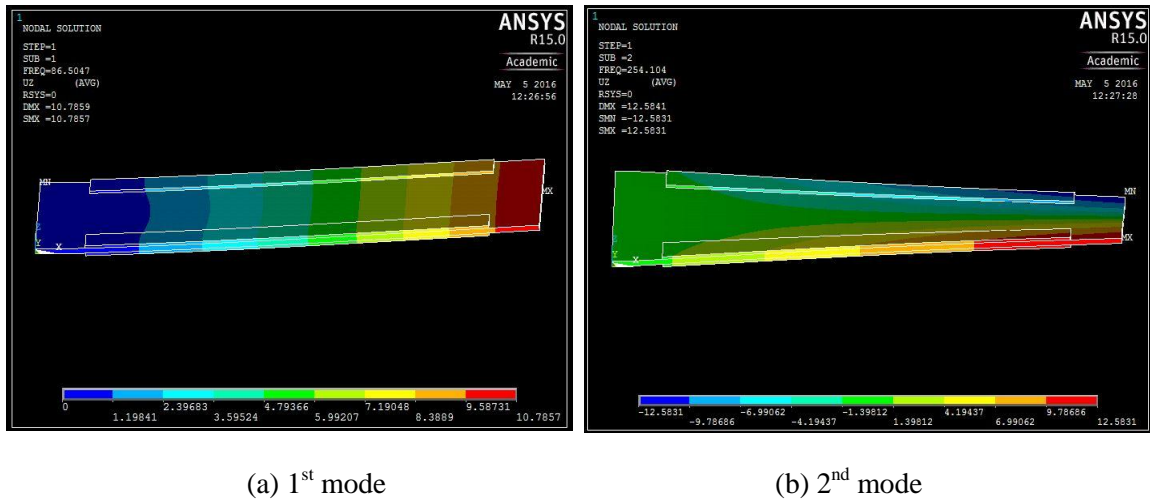 1
NODAL SOLUTION
STEP=1
SUB =1
FREQ=86.5047
UZ (AVG)
RSYS=0
DMX =10.7859
SMX =10.7857
ANSYS
R15.0
Academic
MAY 5 2016
12:26:56
MN
MX
Z
Y X
0 2.39683 4.79366 7.19048 9.58731
1.19841 3.59524 5.99207 8.3889 10.7857
(a) 1st mode
1
NODAL SOLUTION
STEP=1
SUB =2
FREQ=254.104
UZ (AVG)
RSYS=0
DMX =12.5841
SMN =-12.5831
SMX =12.5831
ANSYS
R15.0
Academic
MAY 5 2016
12:27:28
MN
MX
Z
Y X
-12.5831 -6.99062 -1.39812 4.19437 9.78686
-9.78686 -4.19437 1.39812 6.99062 12.5831
(b) 2nd mode